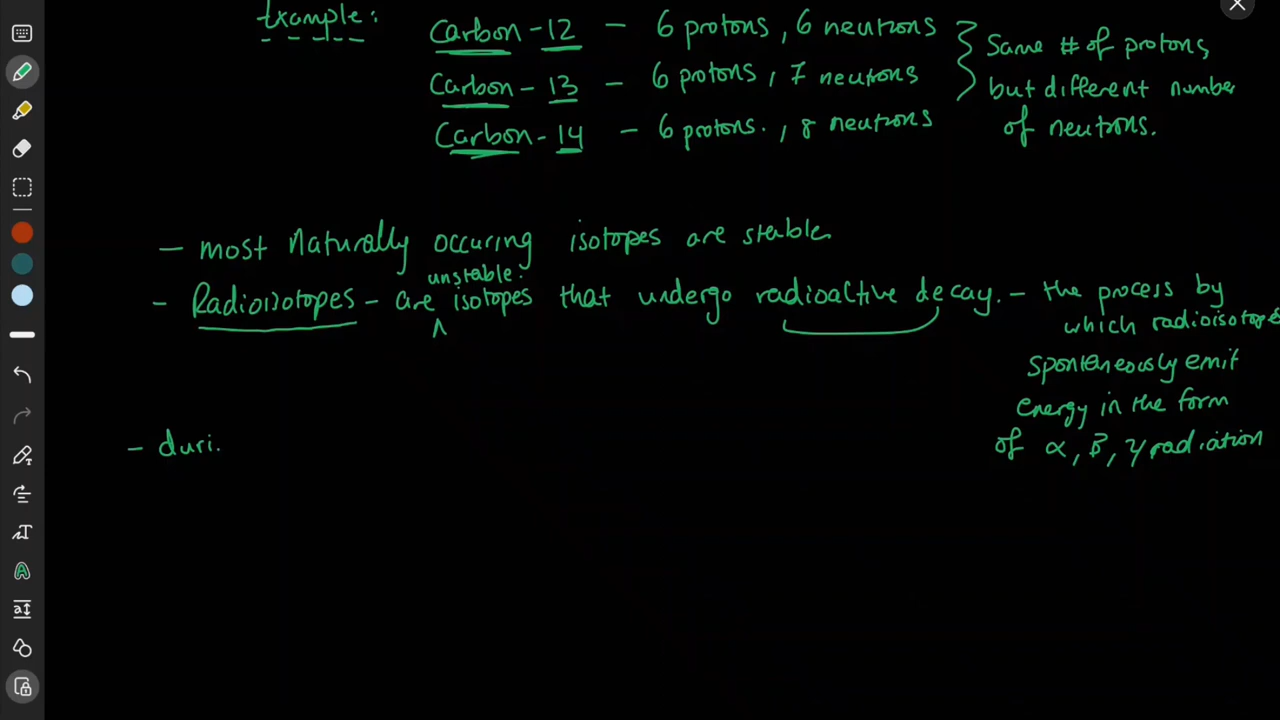 Example:
Carbon-12 - 6 protons, 6 neutrons
Carbon - 13 - 6 protons, 7 neutrons
Carbon - 14 - 6 protons. , 8 neutrons
Same # of protons,
but different number
of neutrons.
- most Naturally occuring isotopes are stable.
unstable.
- Radioisotopes - are isotopes that undergo radioactive decay. - the process by
which radioisotopes
spontaneously emit
energy in the form
of α, β, γ radiation
- duri.